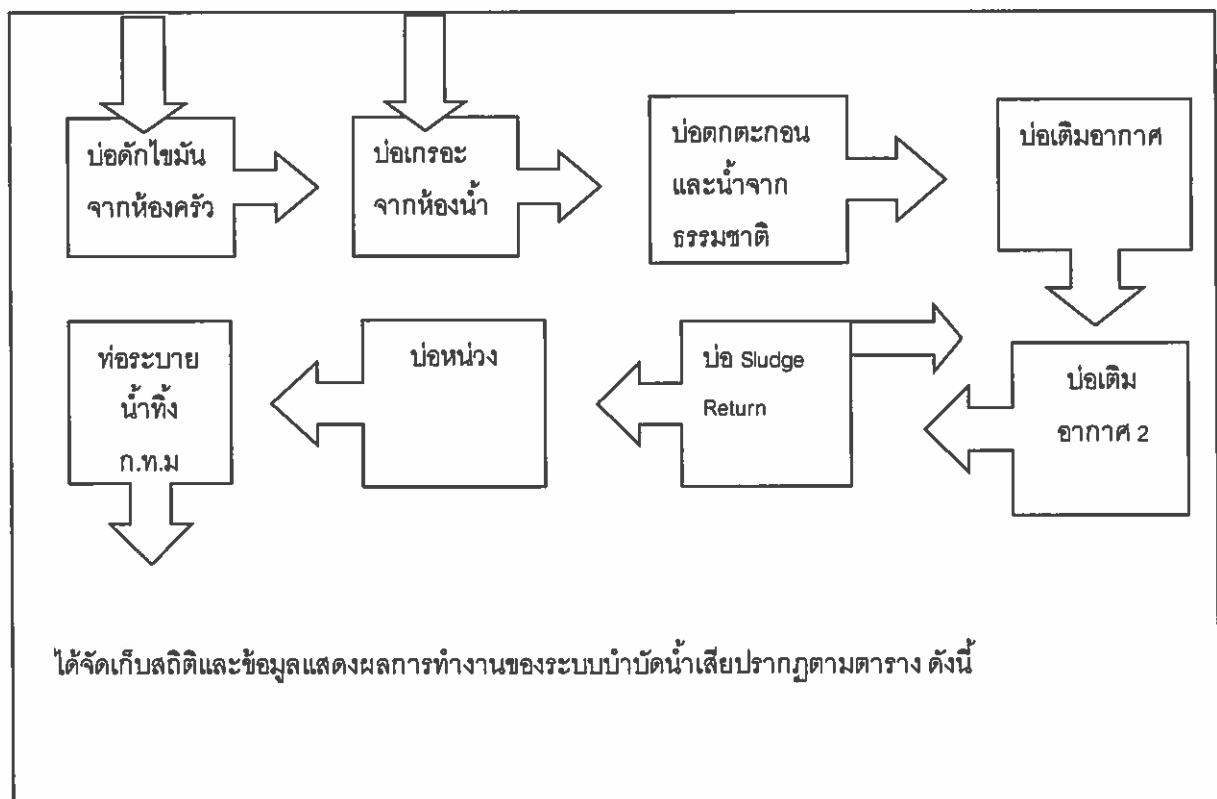 บ่อดักไขมัน
จากห้องครัว
บ่อเกรอะ
จากห้องน้ำ
บ่อตกตะกอน
และน้ำจาก
ธรรมชาติ
บ่อเติมอากาศ
ท่อระบาย
น้ำทิ้ง
ก.ท.ม
บ่อหน่วง
บ่อ Sludge
Return
บ่อเติม
อากาศ 2
ได้จัดเก็บสถิติและข้อมูลแสดงผลการทำงานของระบบบำบัดน้ำเสียปรากฏตามตาราง ดังนี้